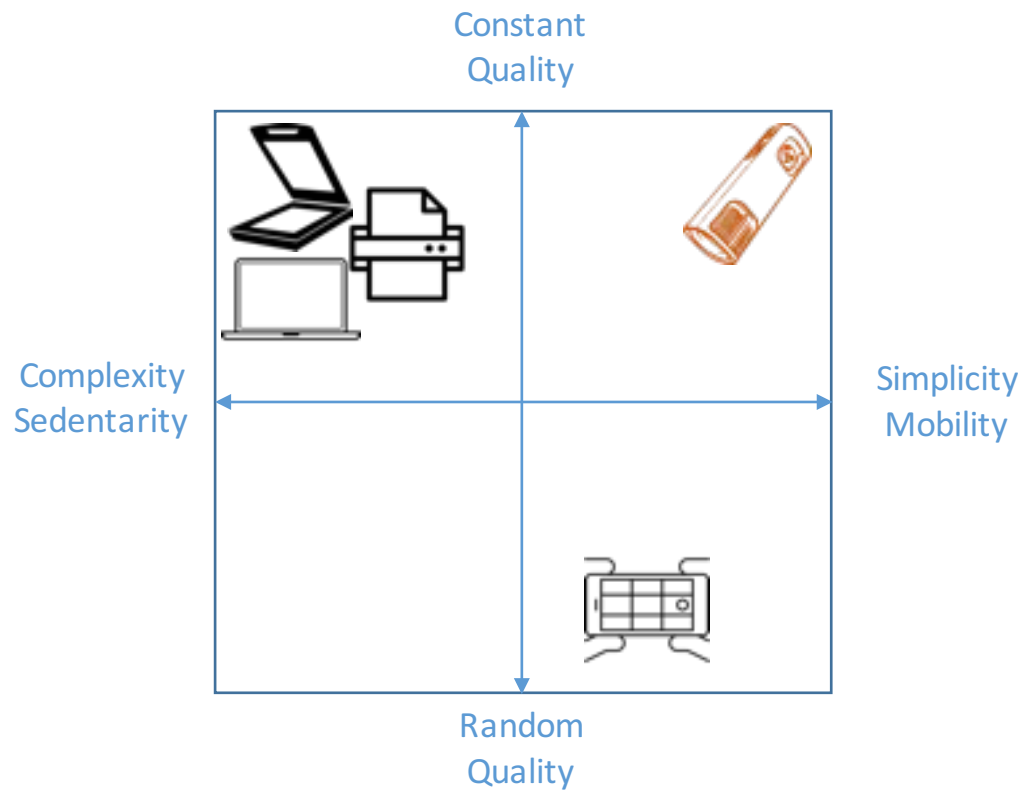 Constant
Quality
Complexity
Sedentarity
Simplicity
Mobility
Random
Quality